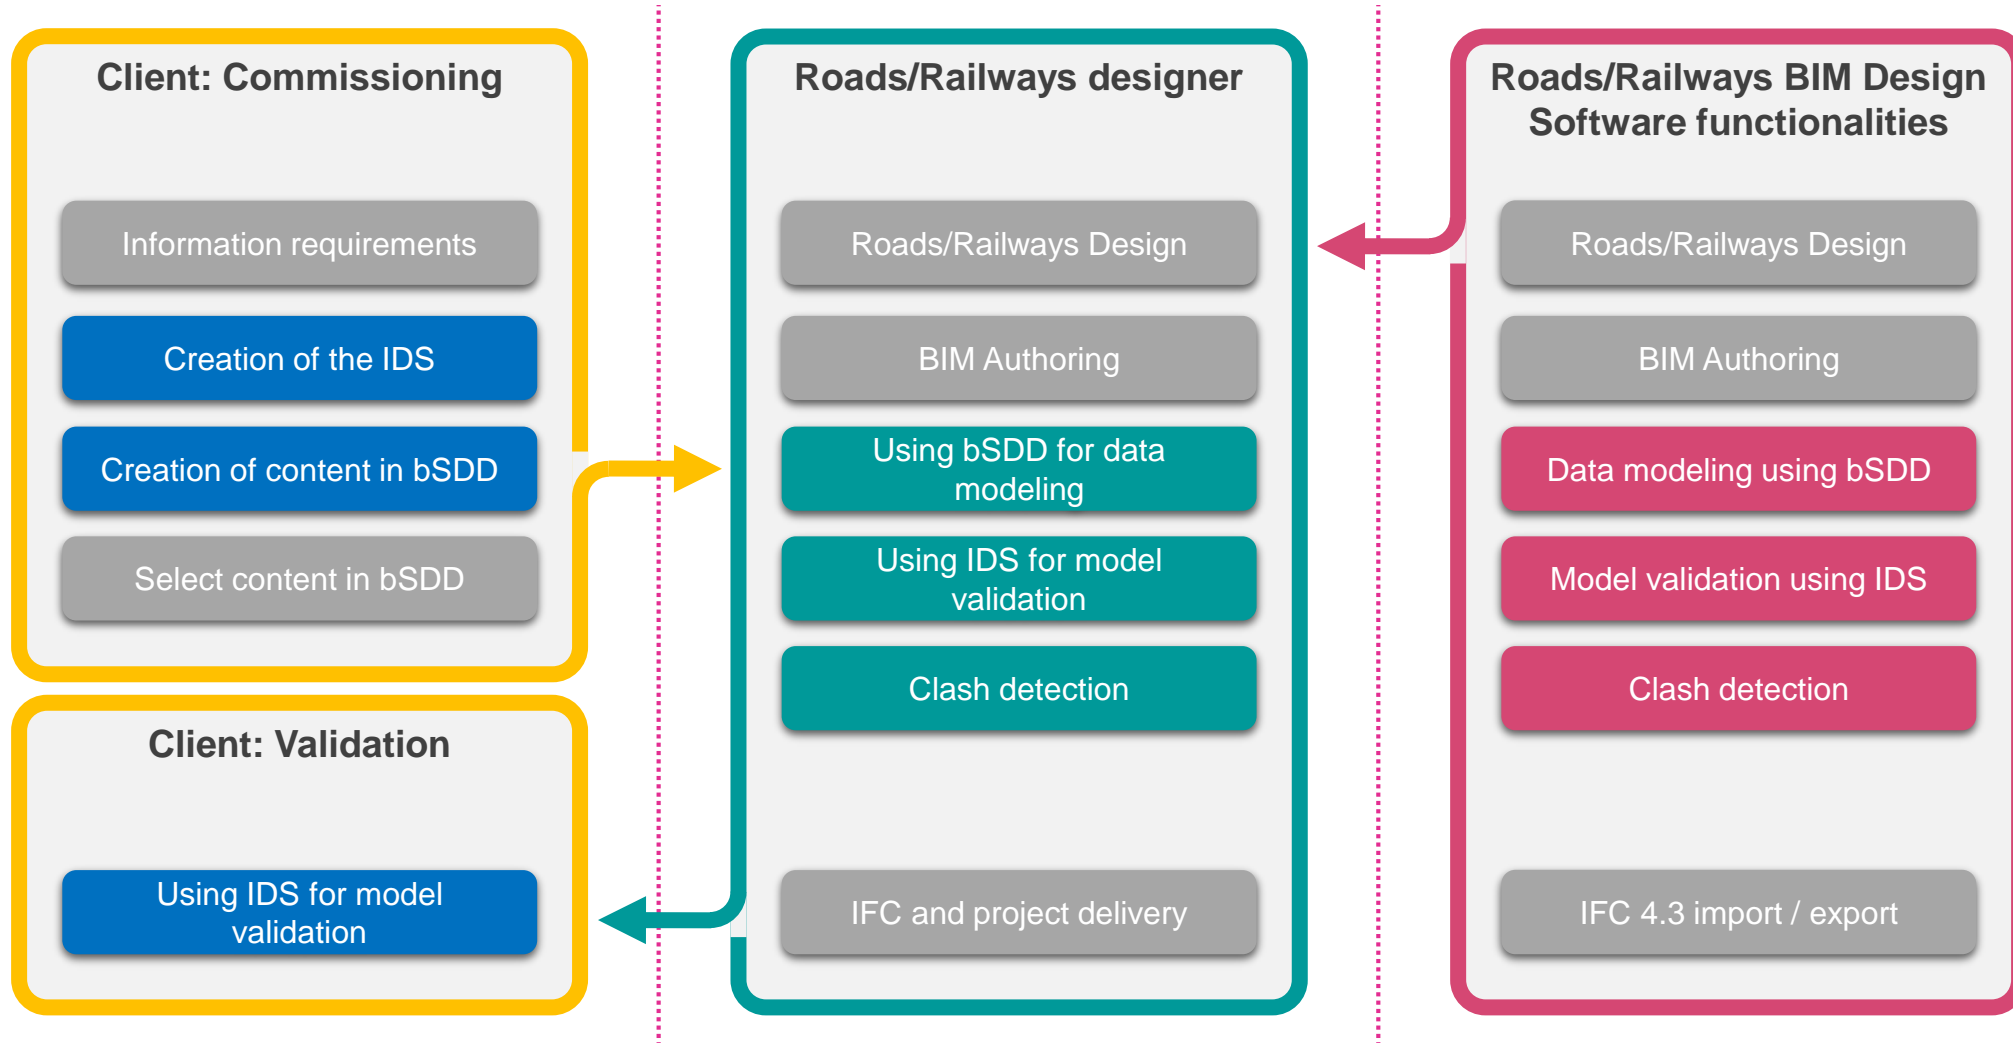 Client: Commissioning
Information requirements
Creation of the IDS
Creation of content in bSDD
Select content in bSDD
Client: Validation
Using IDS for model
validation
Roads/Railways designer
Roads/Railways Design
BIM Authoring
Using bSDD for data
modeling
Using IDS for model
validation
Clash detection
IFC and project delivery
Roads/Railways BIM Design
Software functionalities
Roads/Railways Design
BIM Authoring
Data modeling using bSDD
Model validation using IDS
Clash detection
IFC 4.3 import / export